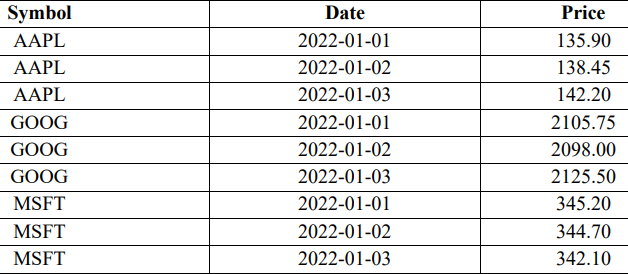 Symbol Date Price
AAPL 2022-01-01 135.90
AAPL 2022-01-02 138.45
AAPL 2022-01-03 142.20
GOOG 2022-01-01 2105.75
GOOG 2022-01-02 2098.00
GOOG 2022-01-03 2125.50
MSFT 2022-01-01 345.20
MSFT 2022-01-02 344.70
MSFT 2022-01-03 342.10